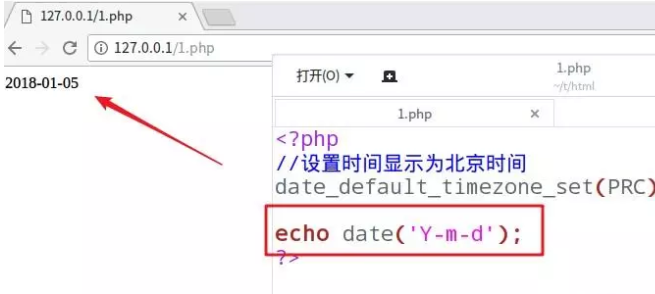 127.0.0.1/1.php
127.0.0.1/1.php
2018-01-05
打开(O)
1.php
~/t/html
1.php
<?php
//设置时间显示为北京时间
date_default_timezone_set(PRC)
echo date('Y-m-d');
?>